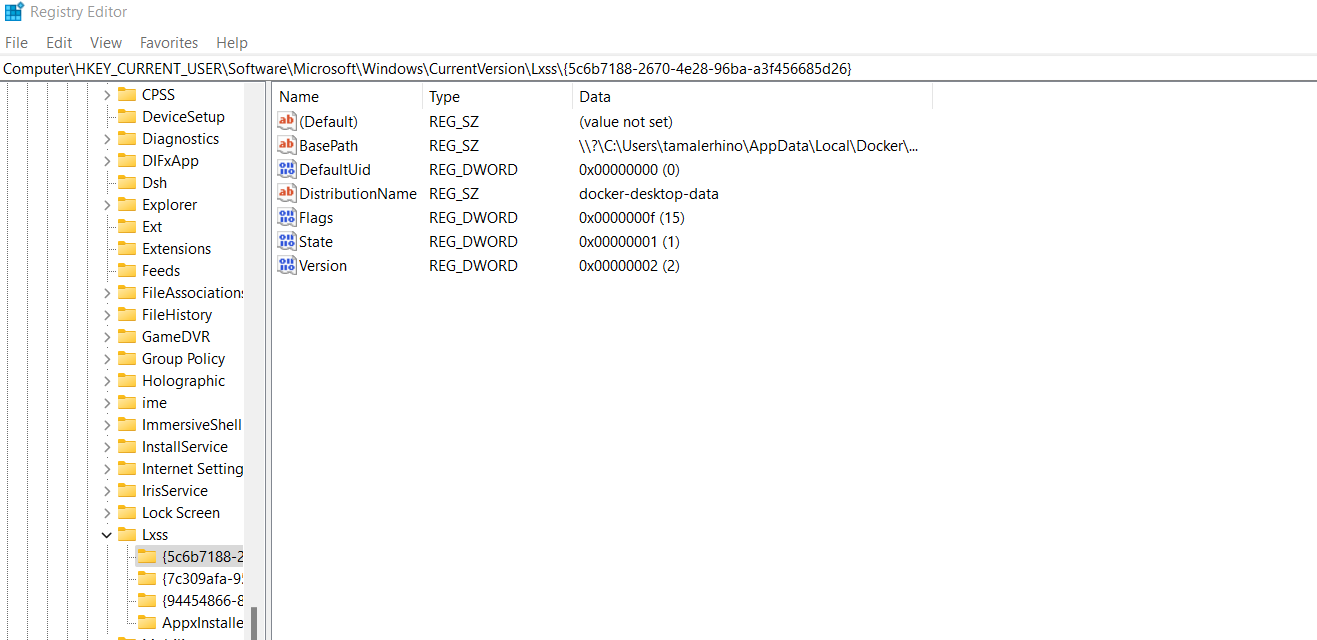 Registry Editor
File Edit View Favorites Help
Computer\HKEY_CURRENT_USER\Software\Microsoft\Windows\CurrentVersion\Lxss\{5c6b7188-2670-4e28-96ba-a3f456685d26}
CPSS
DeviceSetup
Diagnostics
DIFxApp
Dsh
Explorer
Ext
Extensions
Feeds
FileAssociations
FileHistory
GameDVR
Group Policy
Holographic
ime
ImmersiveShell
InstallService
Internet Setting
IrisService
Lock Screen
Lxss
{5c6b7188-2
{7c309afa-95
{94454866-8
AppxInstalle
Name Type Data
(Default) REG_SZ (value not set)
BasePath REG_SZ \\?\C:\Users\tamalerhino\AppData\Local\Docker\...
DefaultUid REG_DWORD 0x00000000 (0)
DistributionName REG_SZ docker-desktop-data
Flags REG_DWORD 0x0000000f (15)
State REG_DWORD 0x00000001 (1)
Version REG_DWORD 0x00000002 (2)